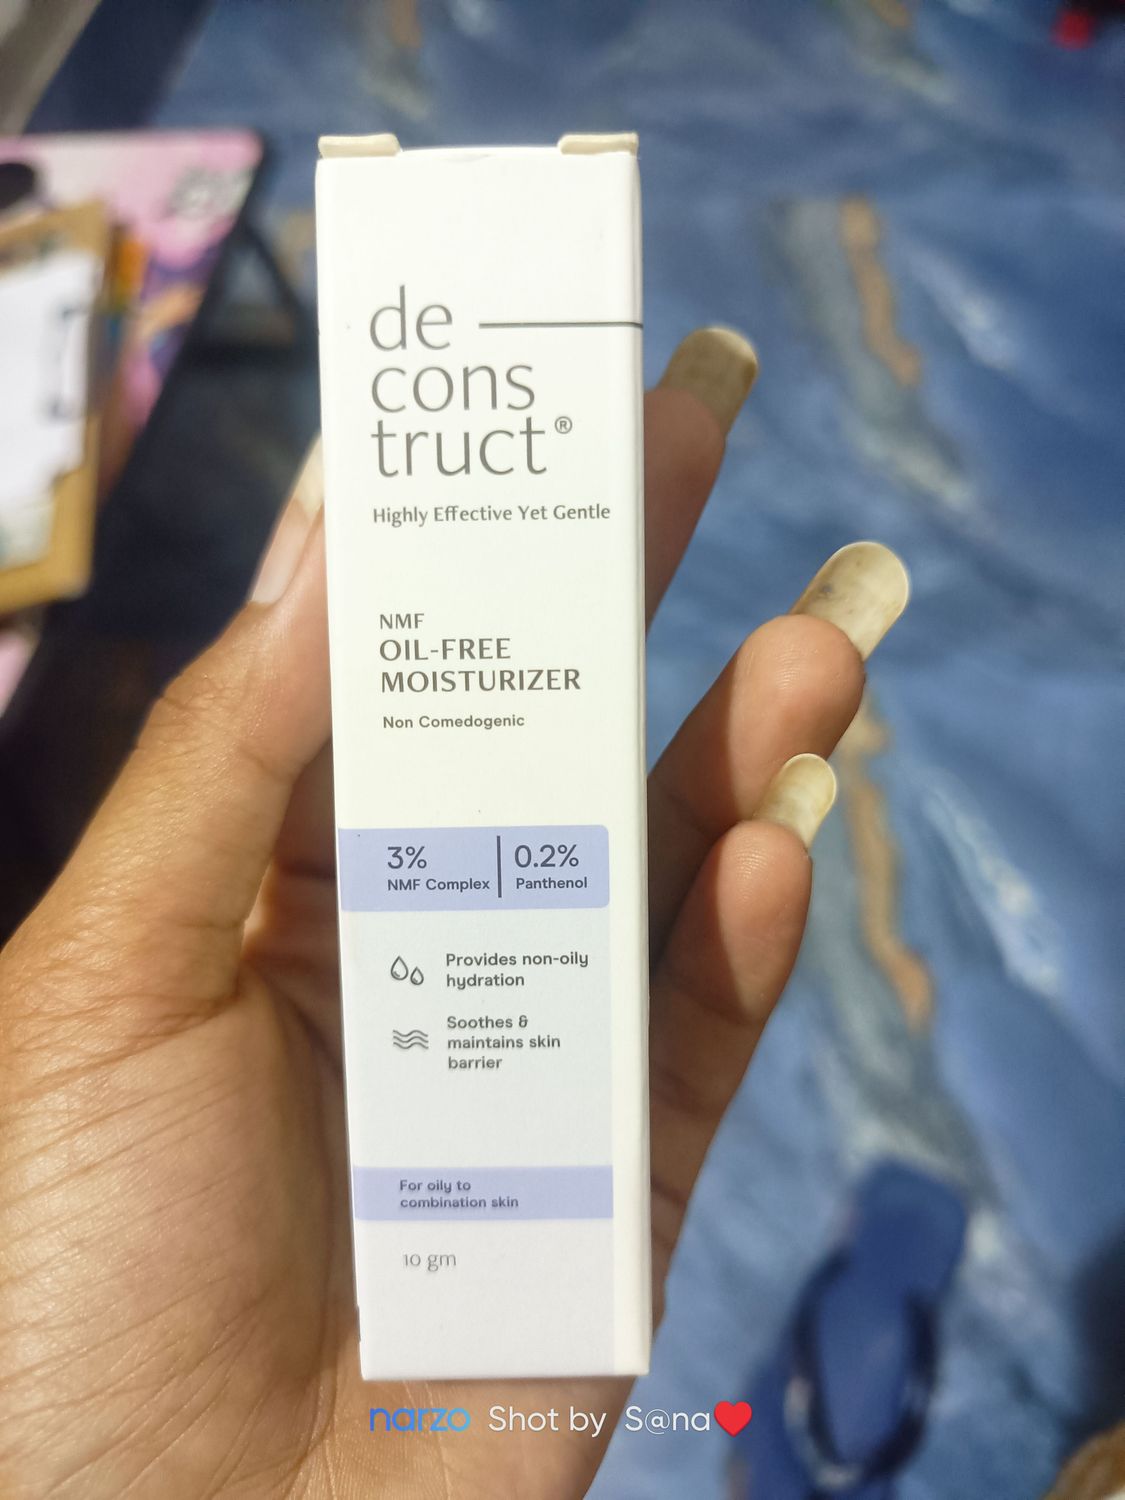 de
cons
truct®
Highly Effective Yet Gentle
NMF
OIL-FREE
MOISTURIZER
Non Comedogenic
3% | 0.2%
NMF Complex | Panthenol
Provides non-oily
hydration
Soothes &
maintains skin
barrier
For oily to
combination skin
10 gm
narzo Shot by S@na❤️